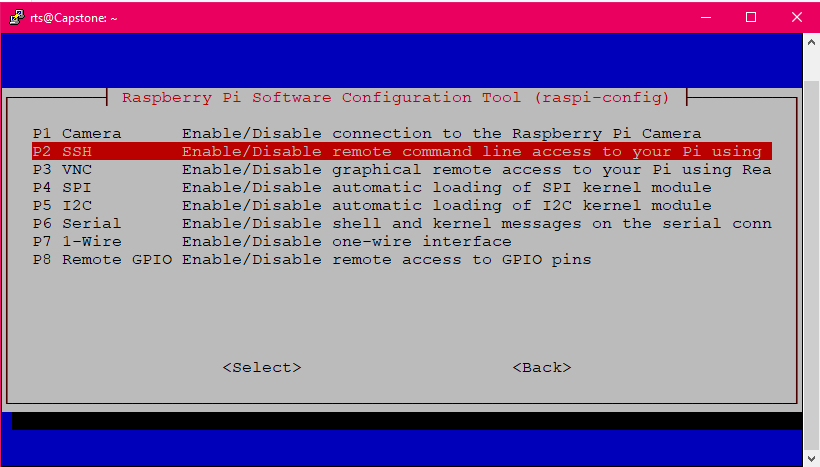 rts@Capstone: ~
Raspberry Pi Software Configuration Tool (raspi-config)
P1 Camera Enable/Disable connection to the Raspberry Pi Camera
P2 SSH Enable/Disable remote command line access to your Pi using
P3 VNC Enable/Disable graphical remote access to your Pi using Rea
P4 SPI Enable/Disable automatic loading of SPI kernel module
P5 I2C Enable/Disable automatic loading of I2C kernel module
P6 Serial Enable/Disable shell and kernel messages on the serial conn
P7 1-Wire Enable/Disable one-wire interface
P8 Remote GPIO Enable/Disable remote access to GPIO pins
<Select> <Back>